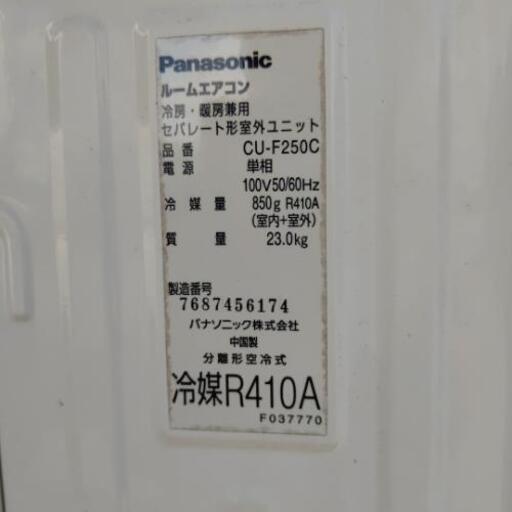 Panasonic
ルームエアコン
冷房・暖房兼用
セパレート形室外ユニット
品番 CU-F250C
電源 単相
100V50/60Hz
冷媒量 850g R410A
(室内+室外)
質量 23.0kg
製造番号
7687456174
パナソニック株式会社
中国製
分離形空冷式
冷媒R410A
F037770